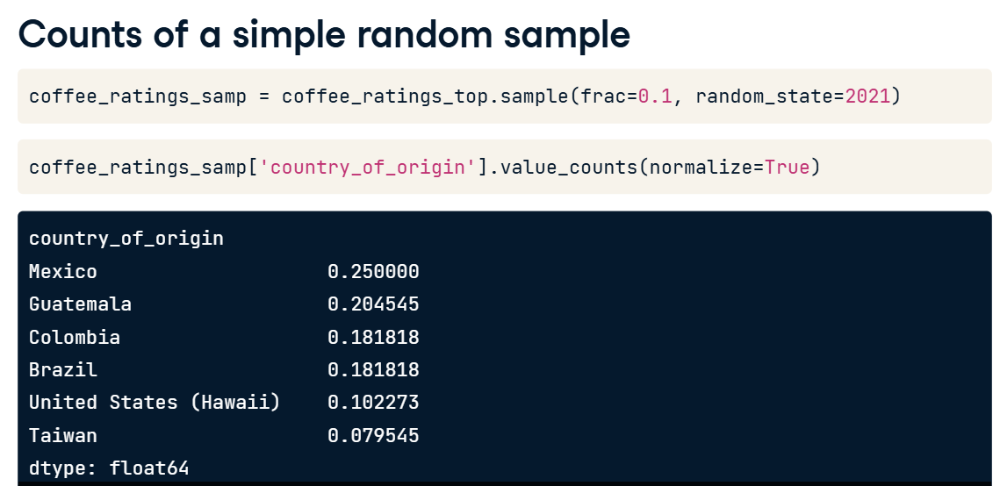 Counts of a simple random sample
coffee_ratings_samp = coffee_ratings_top.sample(frac=0.1, random_state=2021)
coffee_ratings_samp['country_of_origin'].value_counts(normalize=True)
country_of_origin
Mexico 0.250000
Guatemala 0.204545
Colombia 0.181818
Brazil 0.181818
United States (Hawaii) 0.102273
Taiwan 0.079545
dtype: float64